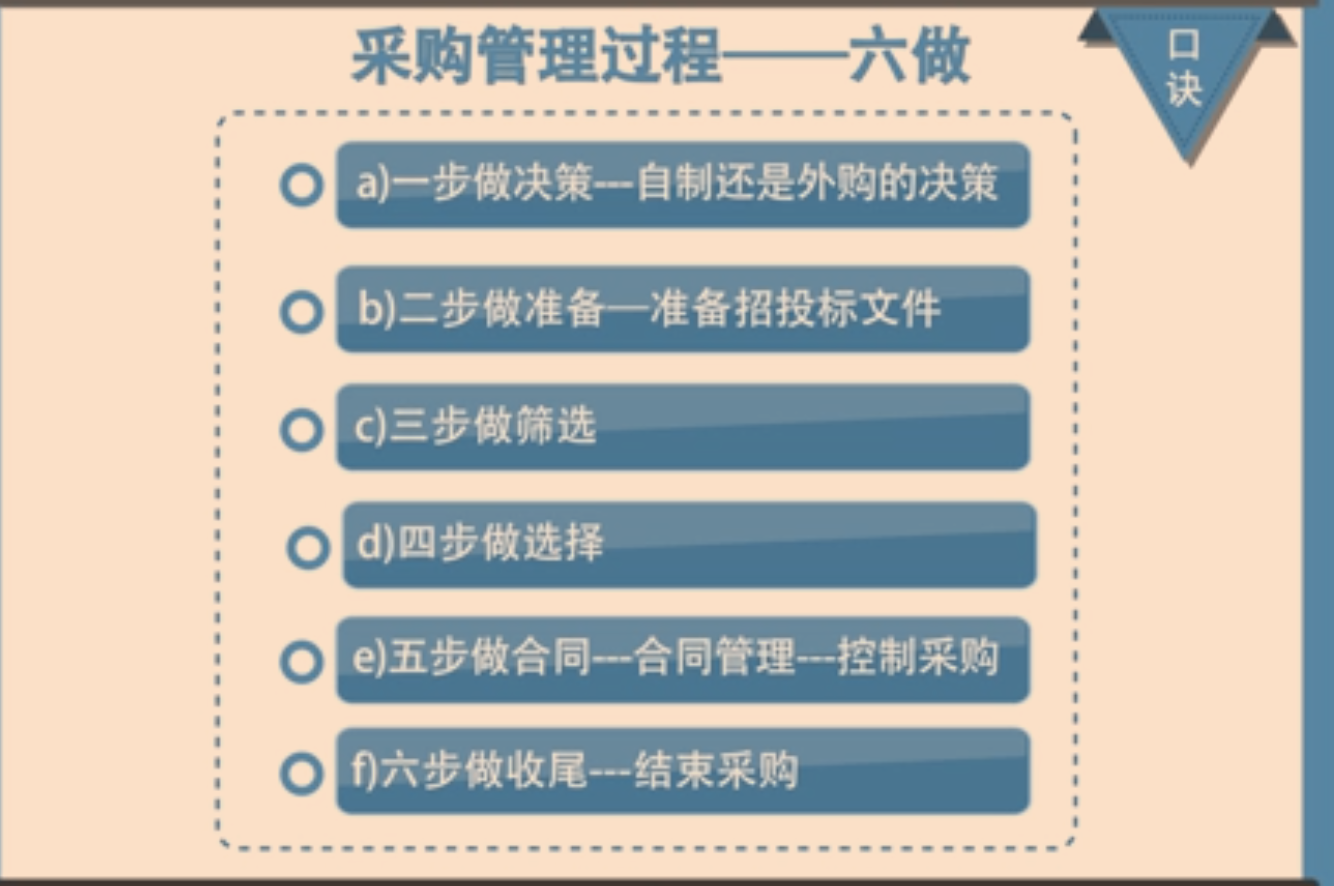 采购管理过程——六做
口
诀
a)一步做决策---自制还是外购的决策
b)二步做准备—准备招投标文件
c)三步做筛选
d)四步做选择
e)五步做合同---合同管理---控制采购
f)六步做收尾---结束采购